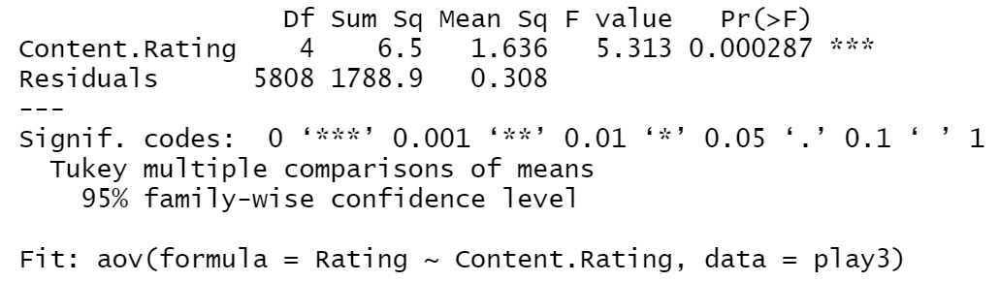 Df Sum Sq Mean Sq F value Pr(>F)
Content.Rating 4 6.5 1.636 5.313 0.000287 ***
Residuals 5808 1788.9 0.308
---
Signif. codes: 0 ‘***’ 0.001 ‘**’ 0.01 ‘*’ 0.05 ‘.’ 0.1 ‘ ’ 1
Tukey multiple comparisons of means
95% family-wise confidence level
Fit: aov(formula = Rating ~ Content.Rating, data = play3)